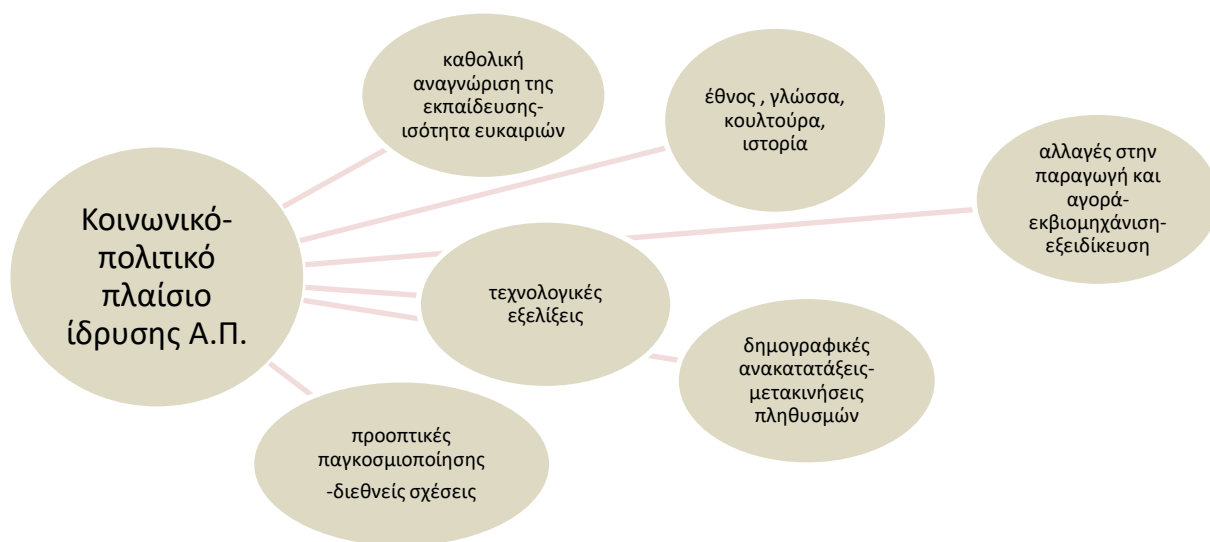 Κοινωνικό-
πολιτικό
πλαίσιο
ίδρυσης Α.Π.
καθολική
αναγνώριση της
εκπαίδευσης-
ισότητα ευκαιριών
έθνος , γλώσσα,
κουλτούρα,
ιστορία
αλλαγές στην
παραγωγή και
αγορά-
εκβιομηχάνιση-
εξειδίκευση
τεχνολογικές
εξελίξεις
δημογραφικές
ανακατατάξεις-
μετακινήσεις
πληθυσμών
προοπτικές
παγκοσμιοποίησης
-διεθνείς σχέσεις